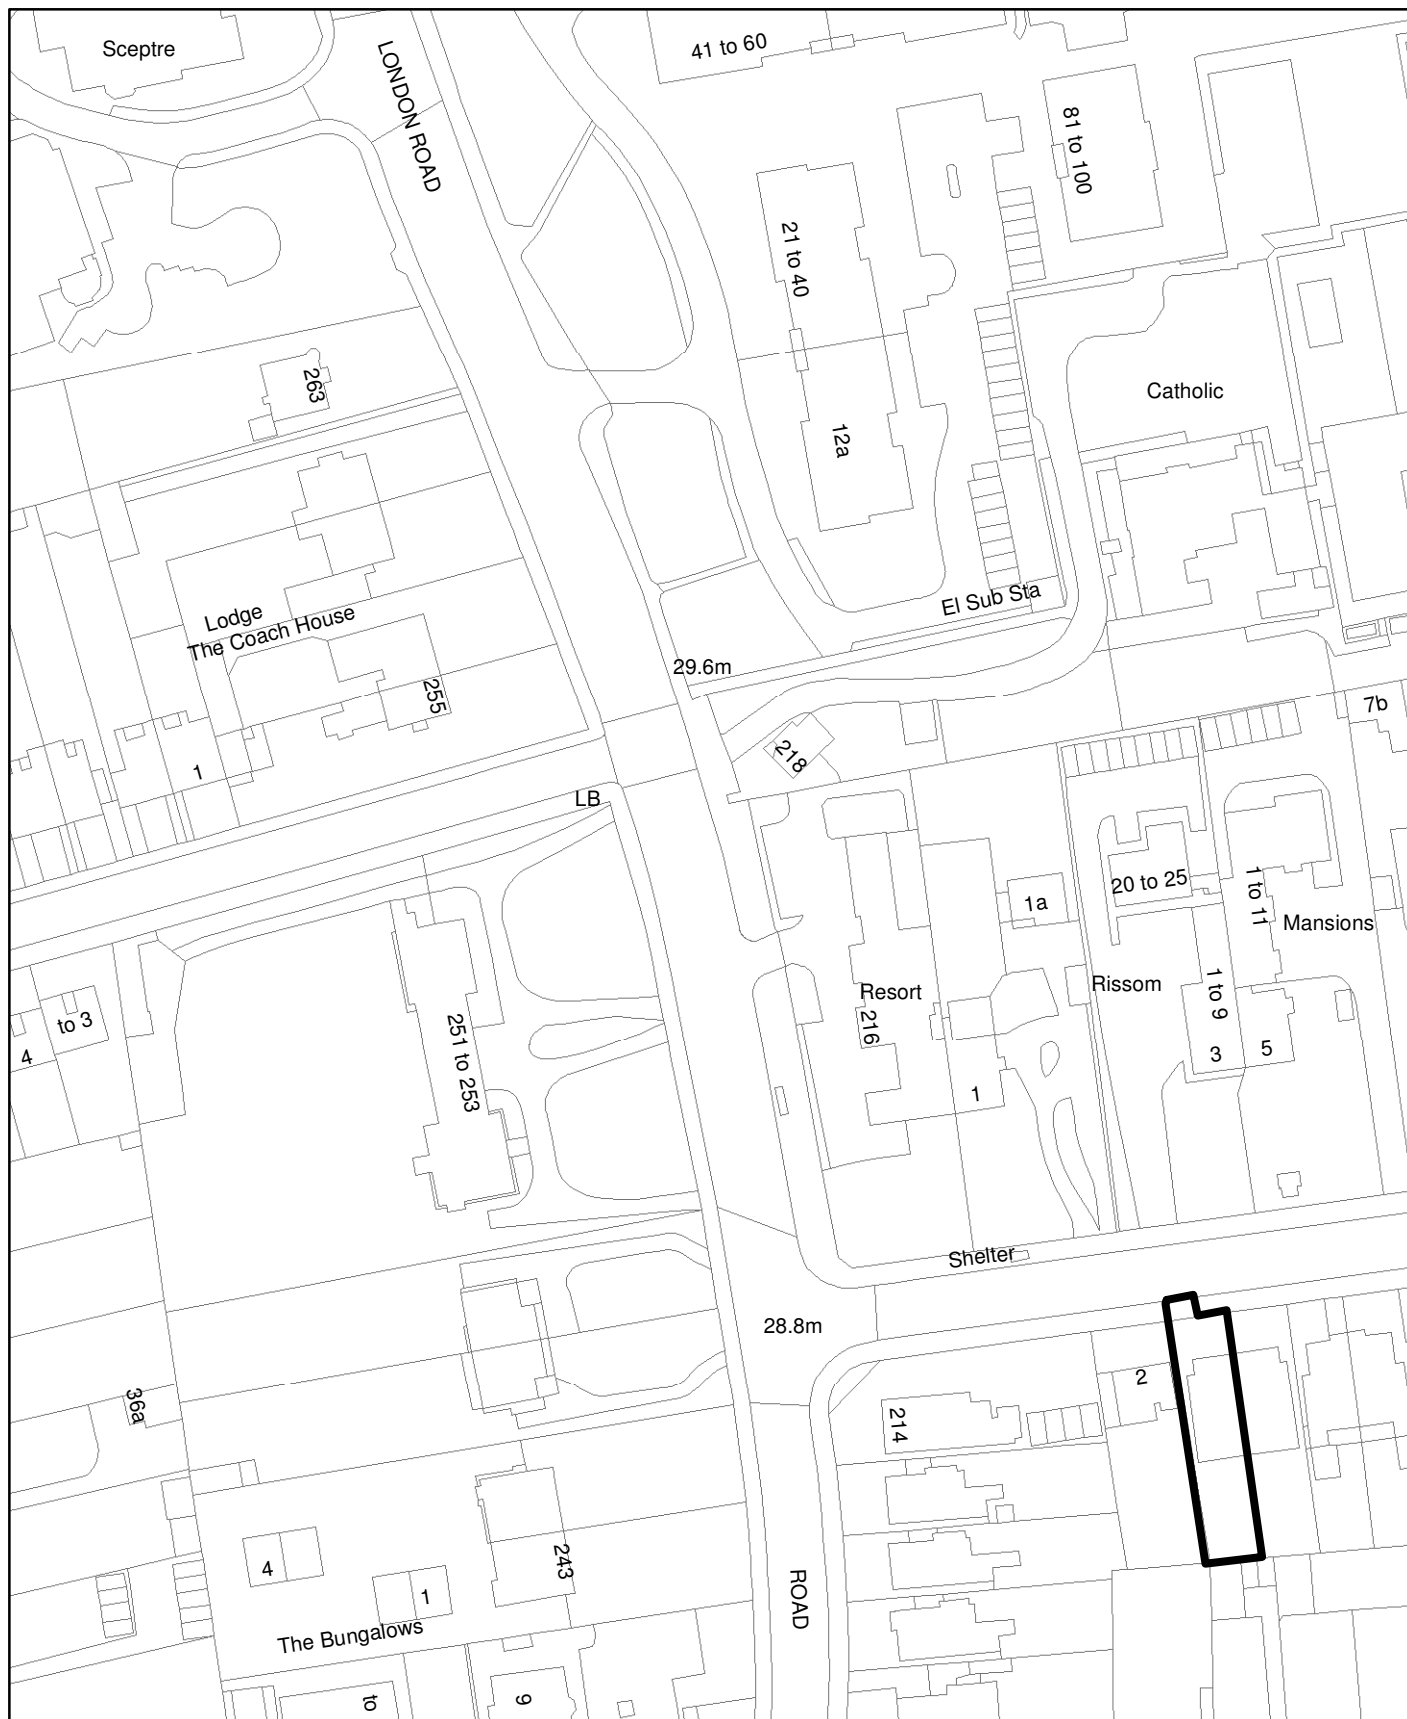 Sceptre
LONDON ROAD
41 to 60
81 to 100
21 to 40
263
Catholic
12a
Lodge
The Coach House
El Sub Sta
29.6m
255
7b
218
1
LB
20 to 25
1a
1 to 11
Mansions
Resort
Rissom
1 to 9
to 3
4
216
251 to 253
3
5
1
Shelter
28.8m
2
36a
214
243
4
1
ROAD
The Bungalows
to
9